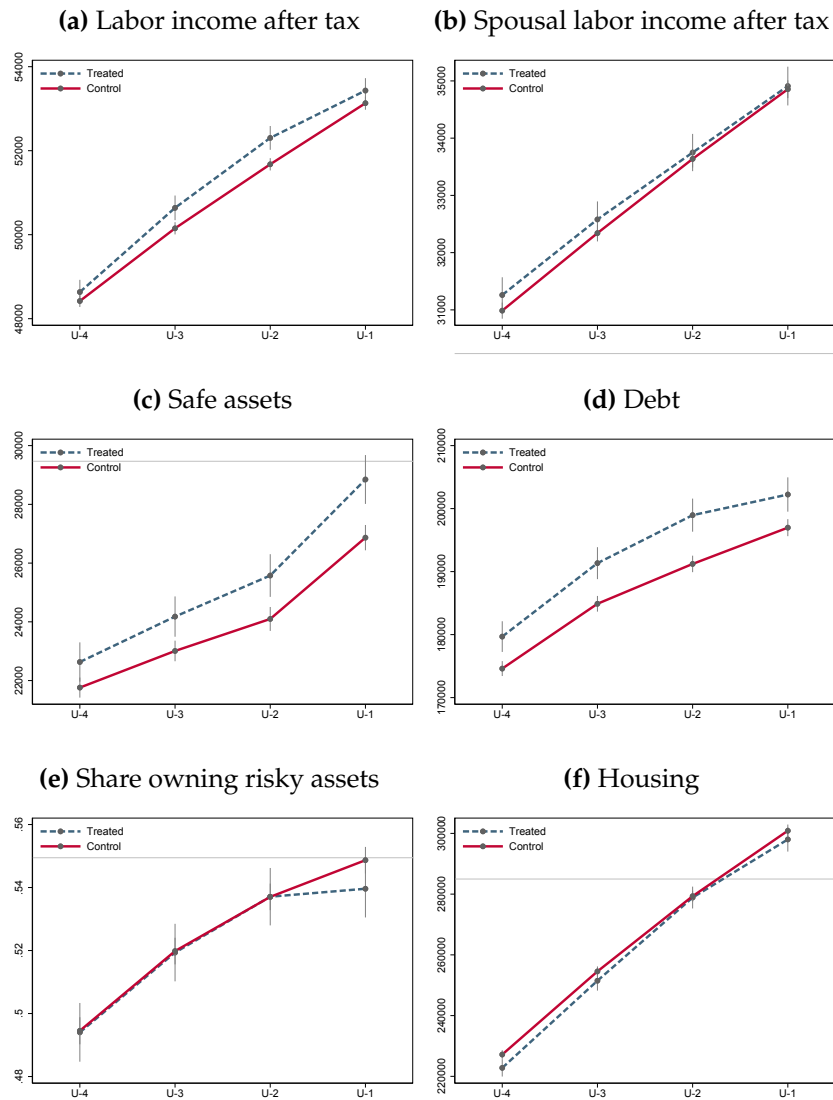 (a) Labor income after tax
54000
52000
50000
48000
Treated
Control
U-4 U-3 U-2 U-1
(b) Spousal labor income after tax
35000
34000
33000
32000
31000
Treated
Control
U-4 U-3 U-2 U-1
(c) Safe assets
30000
28000
26000
24000
22000
Treated
Control
U-4 U-3 U-2 U-1
(d) Debt
210000
200000
190000
180000
170000
Treated
Control
U-4 U-3 U-2 U-1
(e) Share owning risky assets
.56
.54
.52
.5
.48
Treated
Control
U-4 U-3 U-2 U-1
(f) Housing
300000
280000
260000
240000
220000
Treated
Control
U-4 U-3 U-2 U-1